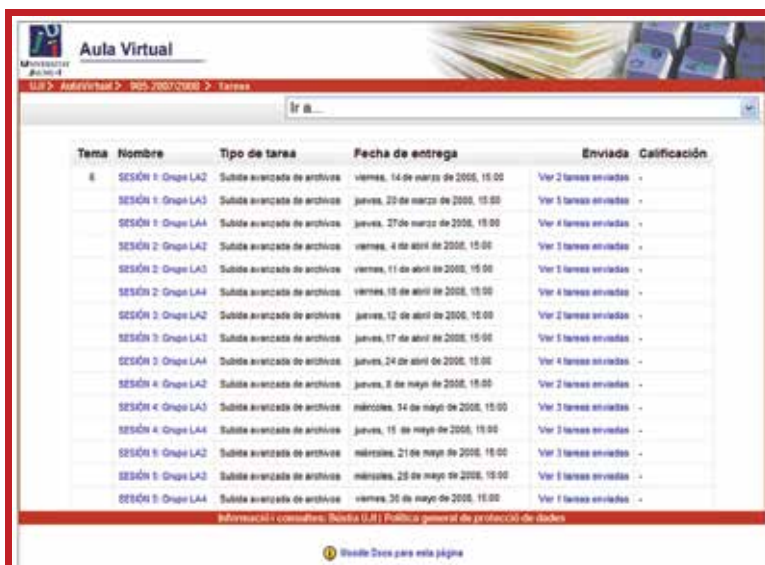 UNIVERSITAT
JAUME·I
Aula Virtual
UJI > AulaVirtual > 905-2007/2008 > Tareas
Ir a...
Tema Nombre Tipo de tarea Fecha de entrega Enviada Calificación
6 SESIÓN 1: Grupo LA2 Subida avanzada de archivos viernes, 14 de marzo de 2008, 15:00 Ver 2 tareas enviadas -
SESIÓN 1: Grupo LA3 Subida avanzada de archivos jueves, 20 de marzo de 2008, 15:00 Ver 5 tareas enviadas -
SESIÓN 1: Grupo LA4 Subida avanzada de archivos jueves, 27 de marzo de 2008, 15:00 Ver 4 tareas enviadas -
SESIÓN 2: Grupo LA2 Subida avanzada de archivos viernes, 4 de abril de 2008, 15:00 Ver 3 tareas enviadas -
SESIÓN 2: Grupo LA3 Subida avanzada de archivos viernes, 11 de abril de 2008, 15:00 Ver 5 tareas enviadas -
SESIÓN 2: Grupo LA4 Subida avanzada de archivos viernes, 18 de abril de 2008, 15:00 Ver 4 tareas enviadas -
SESIÓN 3: Grupo LA2 Subida avanzada de archivos jueves, 12 de abril de 2008, 15:00 Ver 2 tareas enviadas -
SESIÓN 3: Grupo LA3 Subida avanzada de archivos jueves, 17 de abril de 2008, 15:00 Ver tareas enviadas -
SESIÓN 3: Grupo LA4 Subida avanzada de archivos jueves, 24 de abril de 2008, 15:00 Ver 4 tareas enviadas -
SESIÓN 4: Grupo LA2 Subida avanzada de archivos jueves, 8 de mayo de 2008, 15:00 Ver 2 tareas enviadas -
SESIÓN 4: Grupo LA3 Subida avanzada de archivos miércoles, 14 de mayo de 2008, 15:00 Ver 3 tareas enviadas -
SESIÓN 4: Grupo LA4 Subida avanzada de archivos jueves, 15 de mayo de 2008, 15:00 Ver 3 tareas enviadas -
SESIÓN 5: Grupo LA2 Subida avanzada de archivos miércoles, 21 de mayo de 2008, 15:00 Ver 3 tareas enviadas -
SESIÓN 5: Grupo LA3 Subida avanzada de archivos miércoles, 28 de mayo de 2008, 15:00 Ver tareas enviadas -
SESIÓN 5: Grupo LA4 Subida avanzada de archivos viernes, 30 de mayo de 2008, 15:00 Ver 1 tareas enviadas -
Informació i consultes: Bústia UJI | Política general de protecció de dades
Moodle Docs para esta página